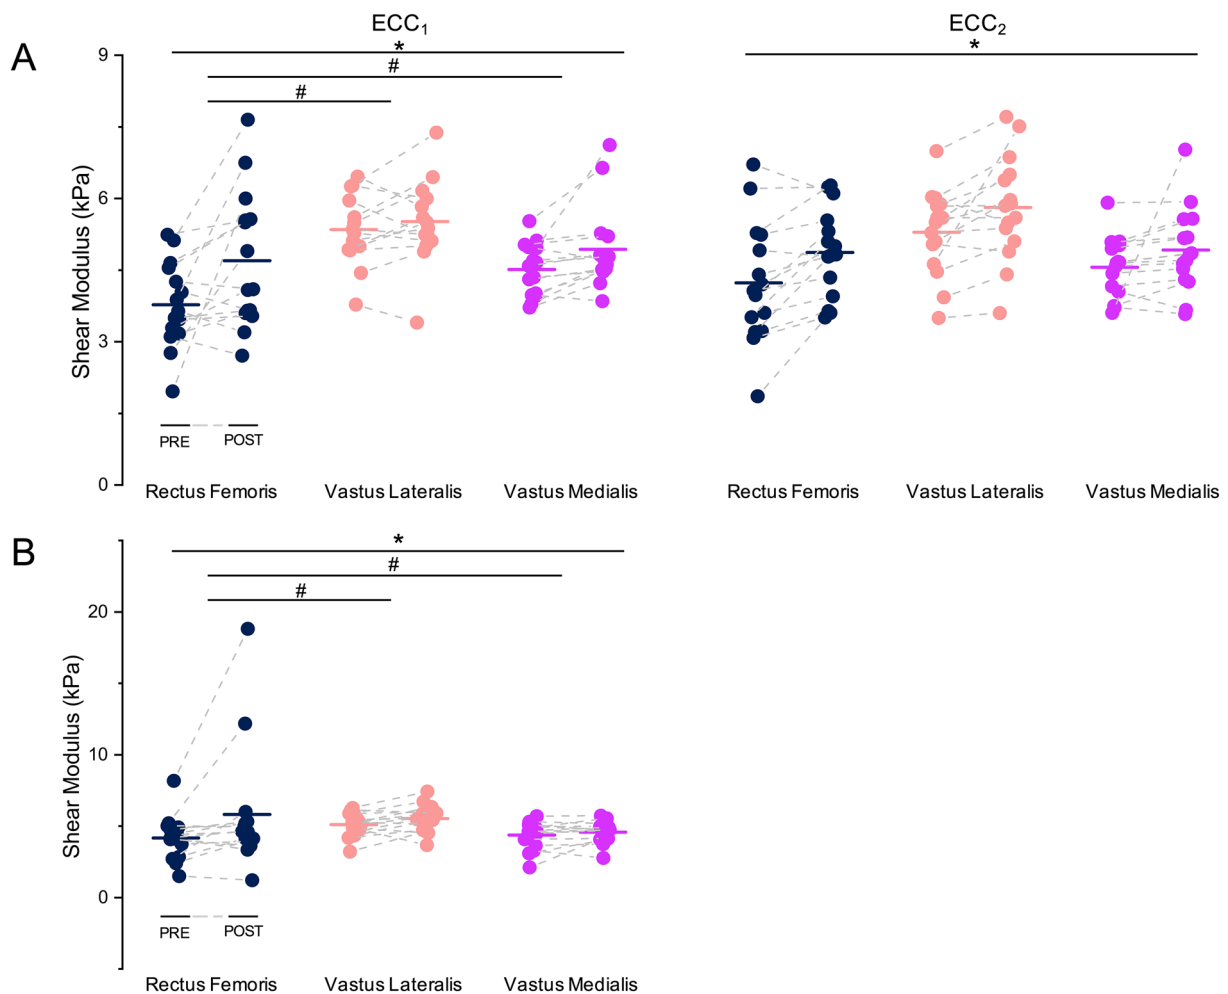 ECC₁
ECC₂
A
9
*
*
#
#
6
Shear Modulus (kPa)
3
PRE
POST
0
Rectus Femoris
Vastus Lateralis
Vastus Medialis
Rectus Femoris
Vastus Lateralis
Vastus Medialis
B
*
#
#
20
Shear Modulus (kPa)
10
0
PRE
POST
Rectus Femoris
Vastus Lateralis
Vastus Medialis